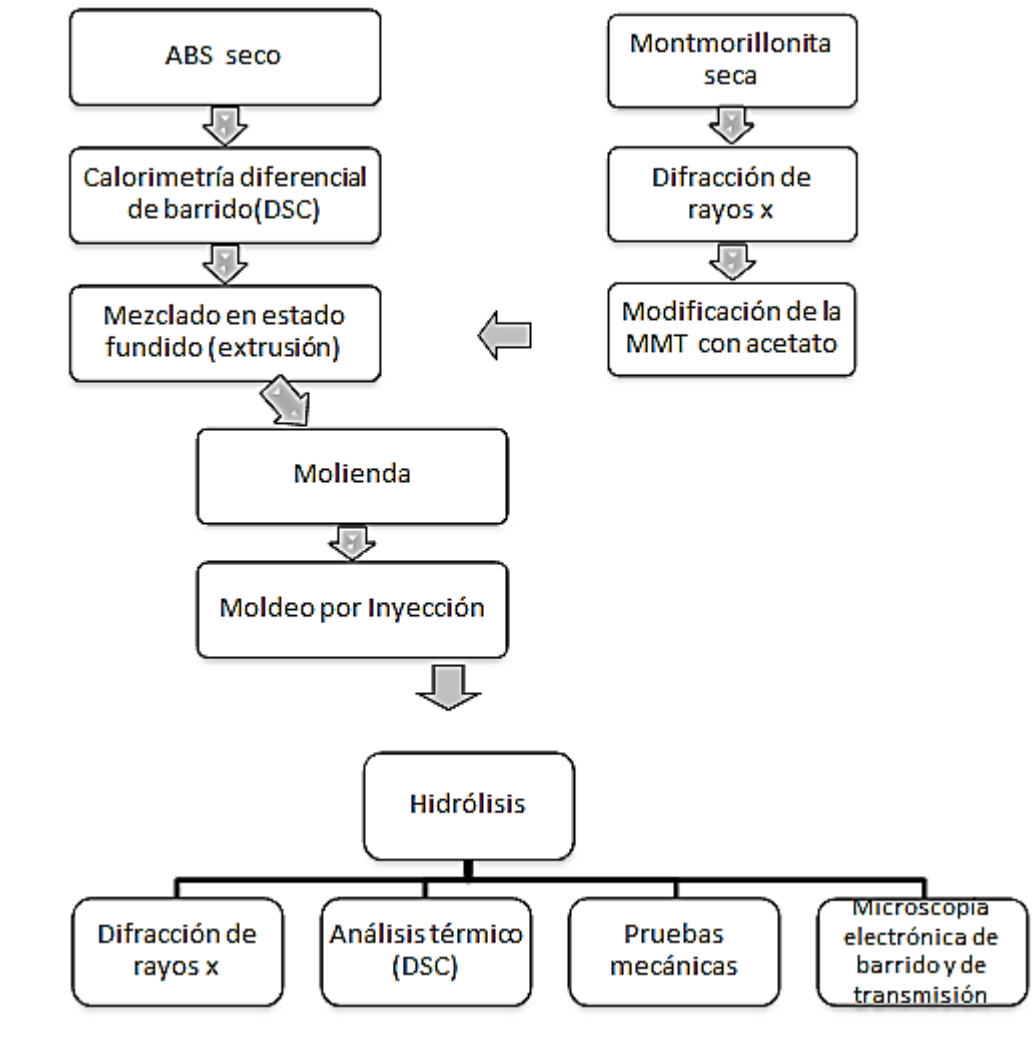 ABS seco
Montmorillonita
seca
Calorimetría diferencial
de barrido(DSC)
Difracción de
rayos x
Mezclado en estado
fundido (extrusión)
Modificación de la
MMT con acetato
Molienda
Moldeo por Inyección
Hidrólisis
Difracción de
rayos x
Análisis térmico
(DSC)
Pruebas
mecánicas
Microscopía
electrónica de
barrido y de
transmisión